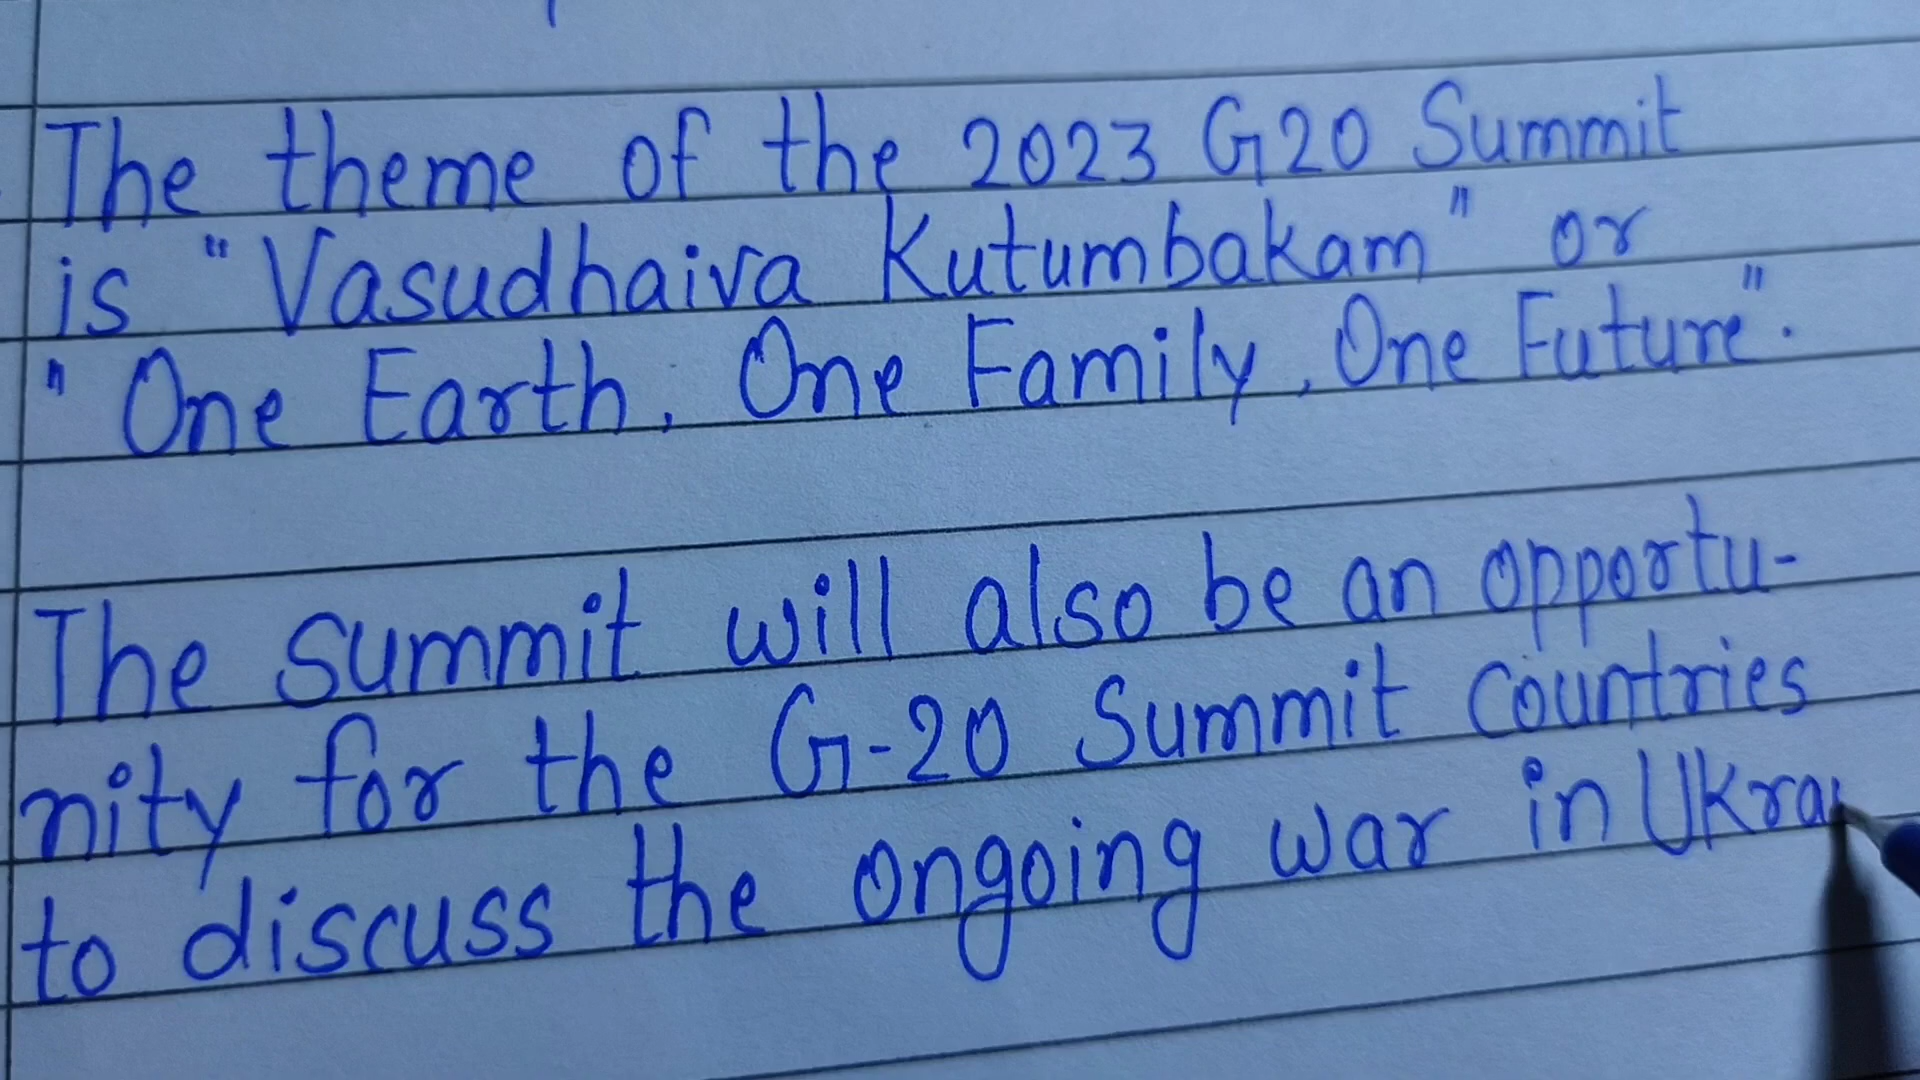 The theme of the 2023 G20 Summit
is "Vasudhaiva Kutumbakam" or
"One Earth, One Family, One Future".
The summit will also be an opportu-
nity for the G-20 Summit Countries
to discuss the ongoing war in Ukrai